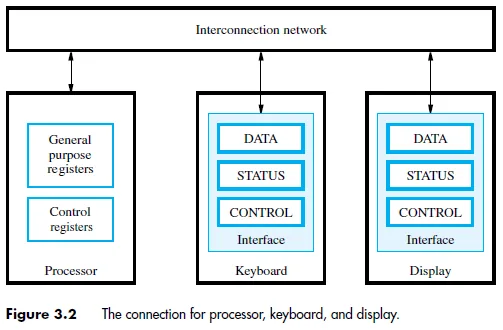 Interconnection network
General
purpose
registers
Control
registers
Processor
DATA
STATUS
CONTROL
Interface
Keyboard
DATA
STATUS
CONTROL
Interface
Display
Figure 3.2 The connection for processor, keyboard, and display.